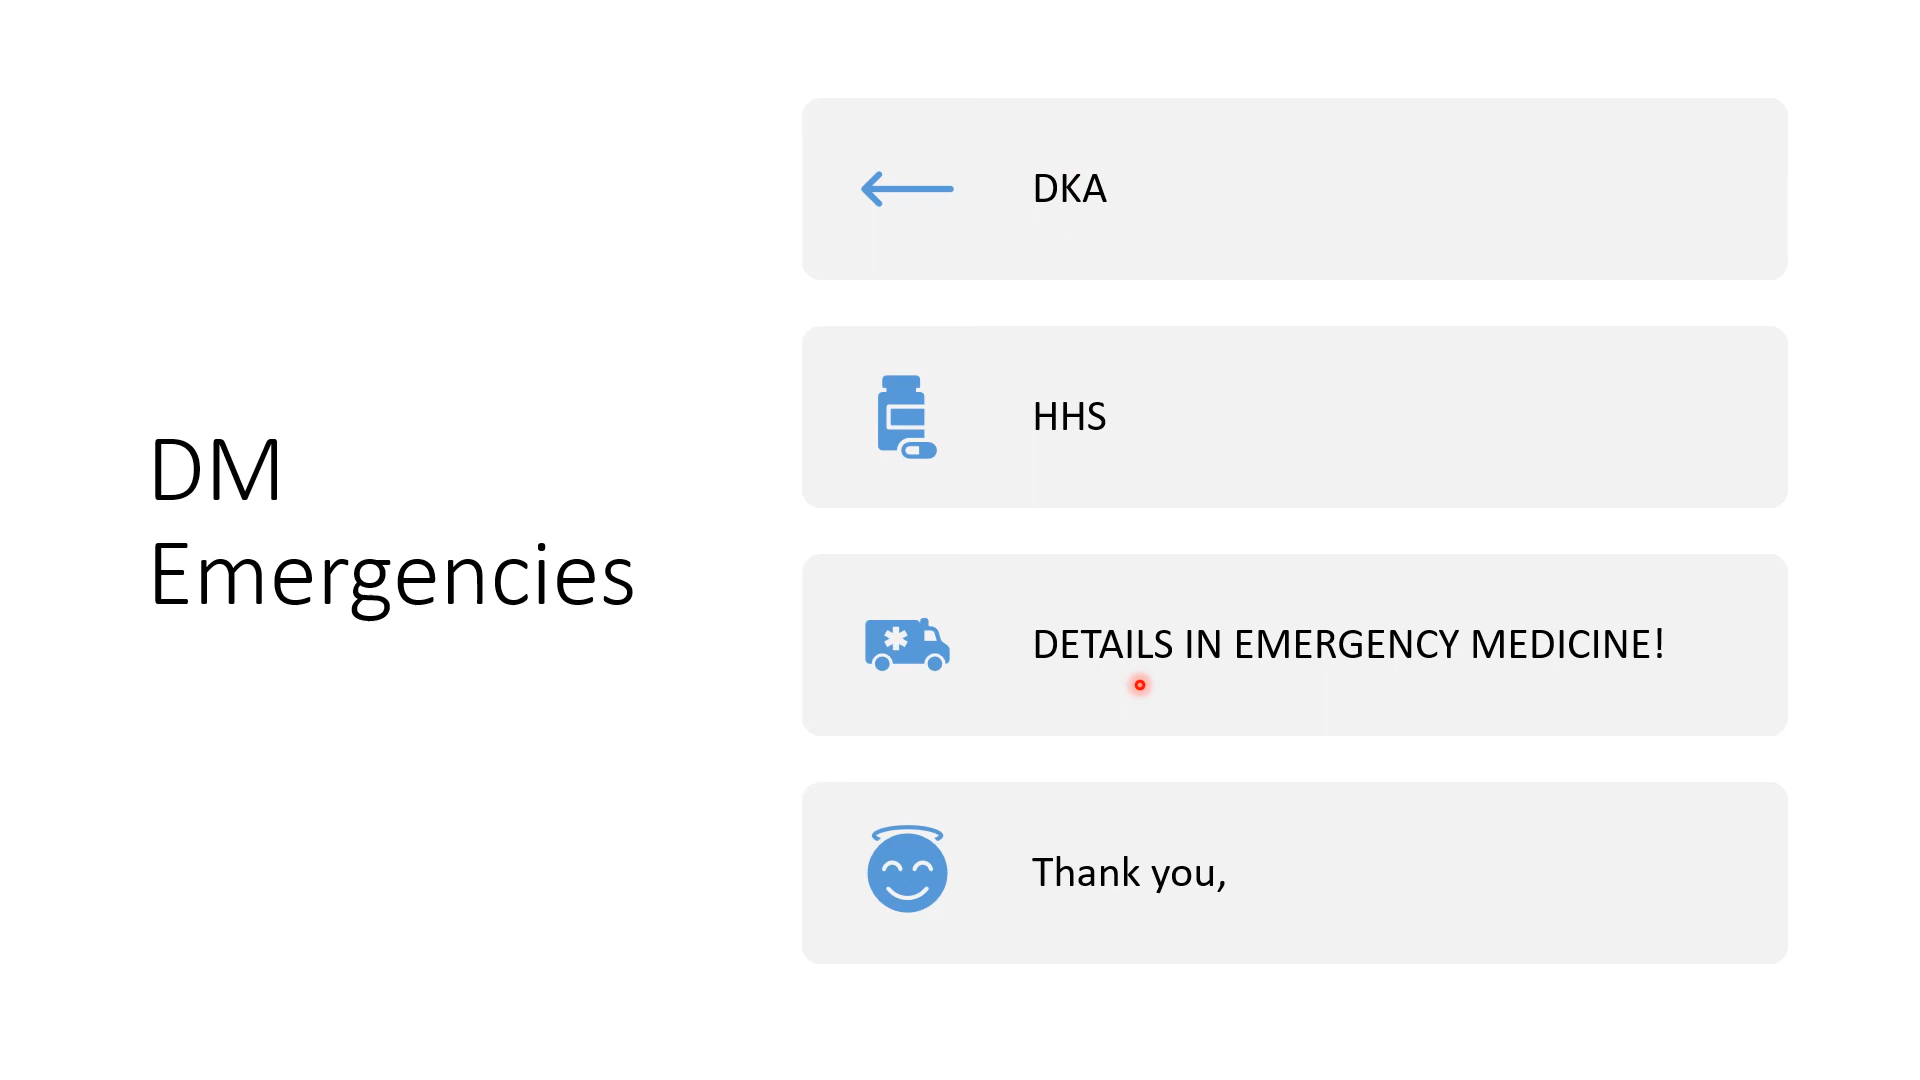 DM
Emergencies
DKA
HHS
DETAILS IN EMERGENCY MEDICINE!
Thank you,